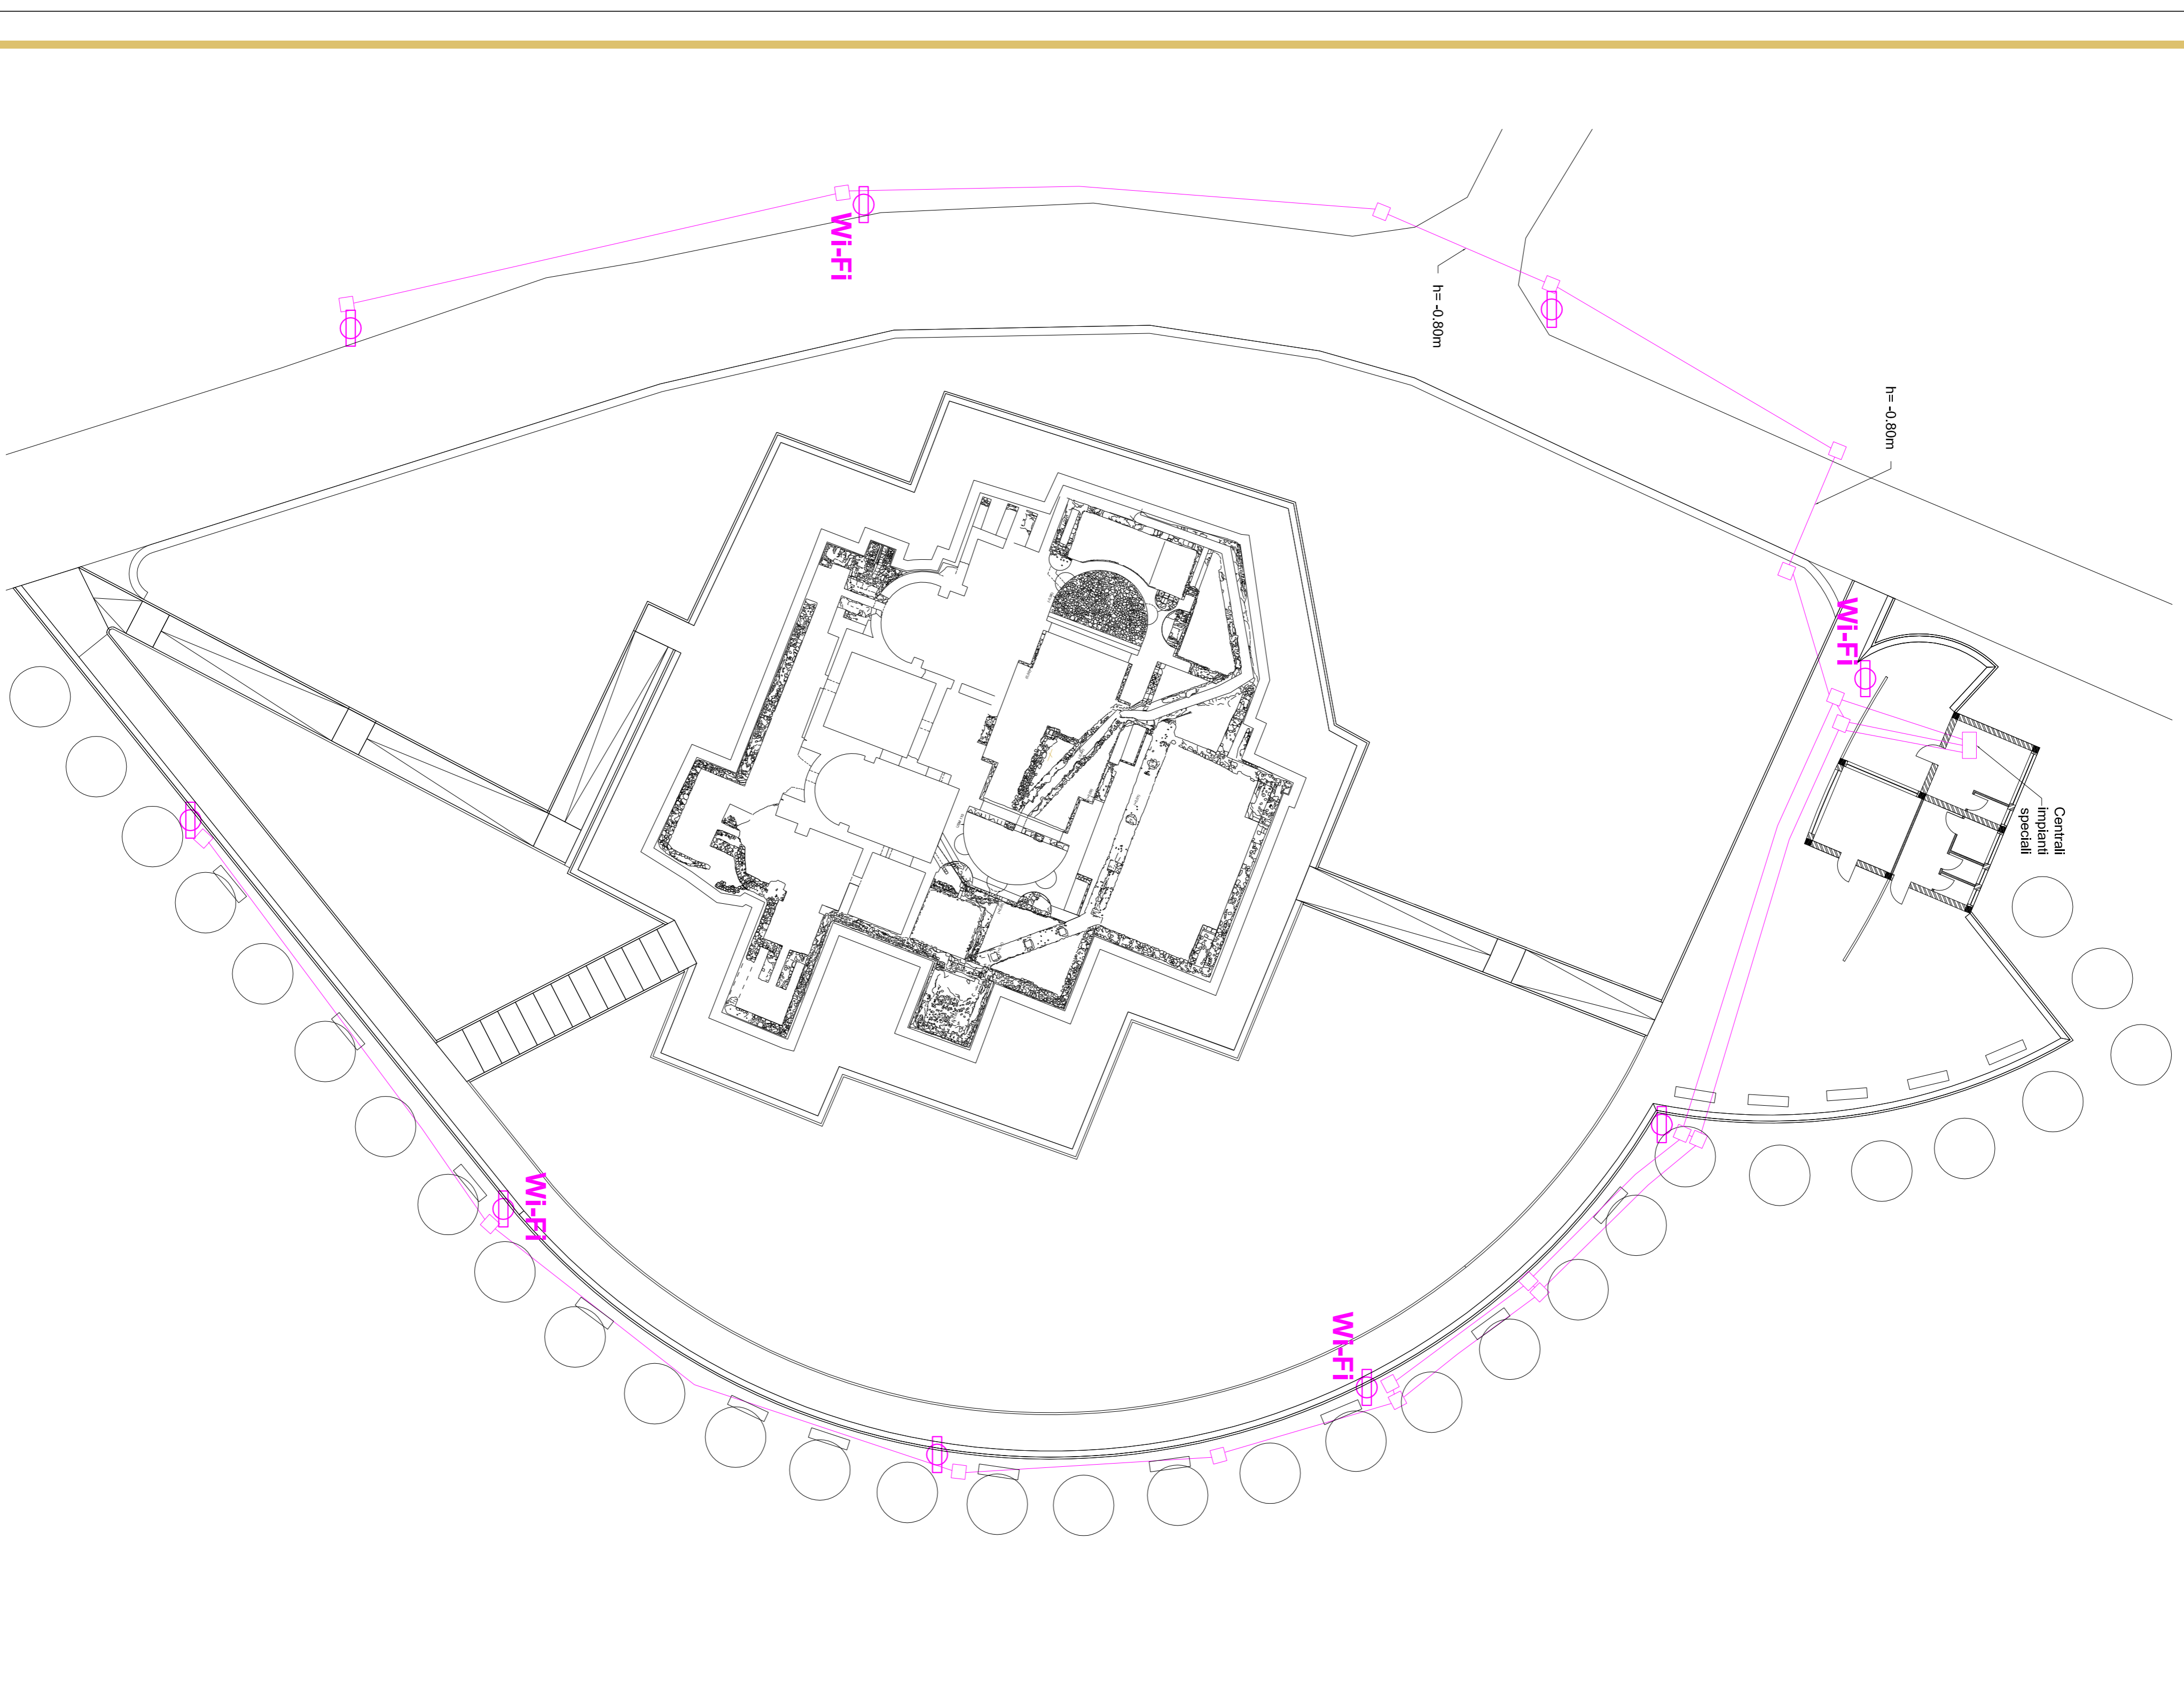 Wi-Fi
h= -0.80m
h= -0.80m
Wi-Fi
Centrali
impianti
speciali
Wi-Fi
Wi-Fi